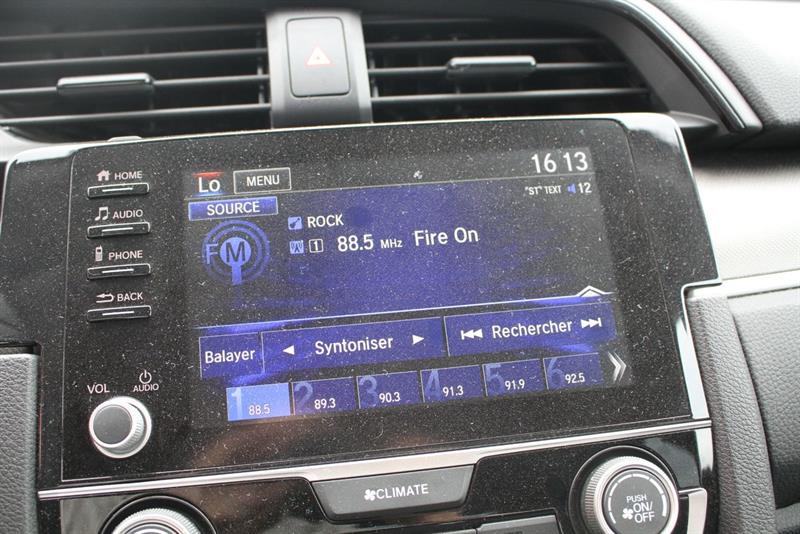 HOME
AUDIO
PHONE
BACK
VOL
AUDIO
Lo
MENU
16 13
SOURCE
"ST" TEXT 12
ROCK
FM
1 88.5 MHz Fire On
Balayer
Syntoniser
Rechercher
1 88.5
2 89.3
3 90.3
4 91.3
5 91.9
6 92.5
CLIMATE
PUSH
ON/OFF